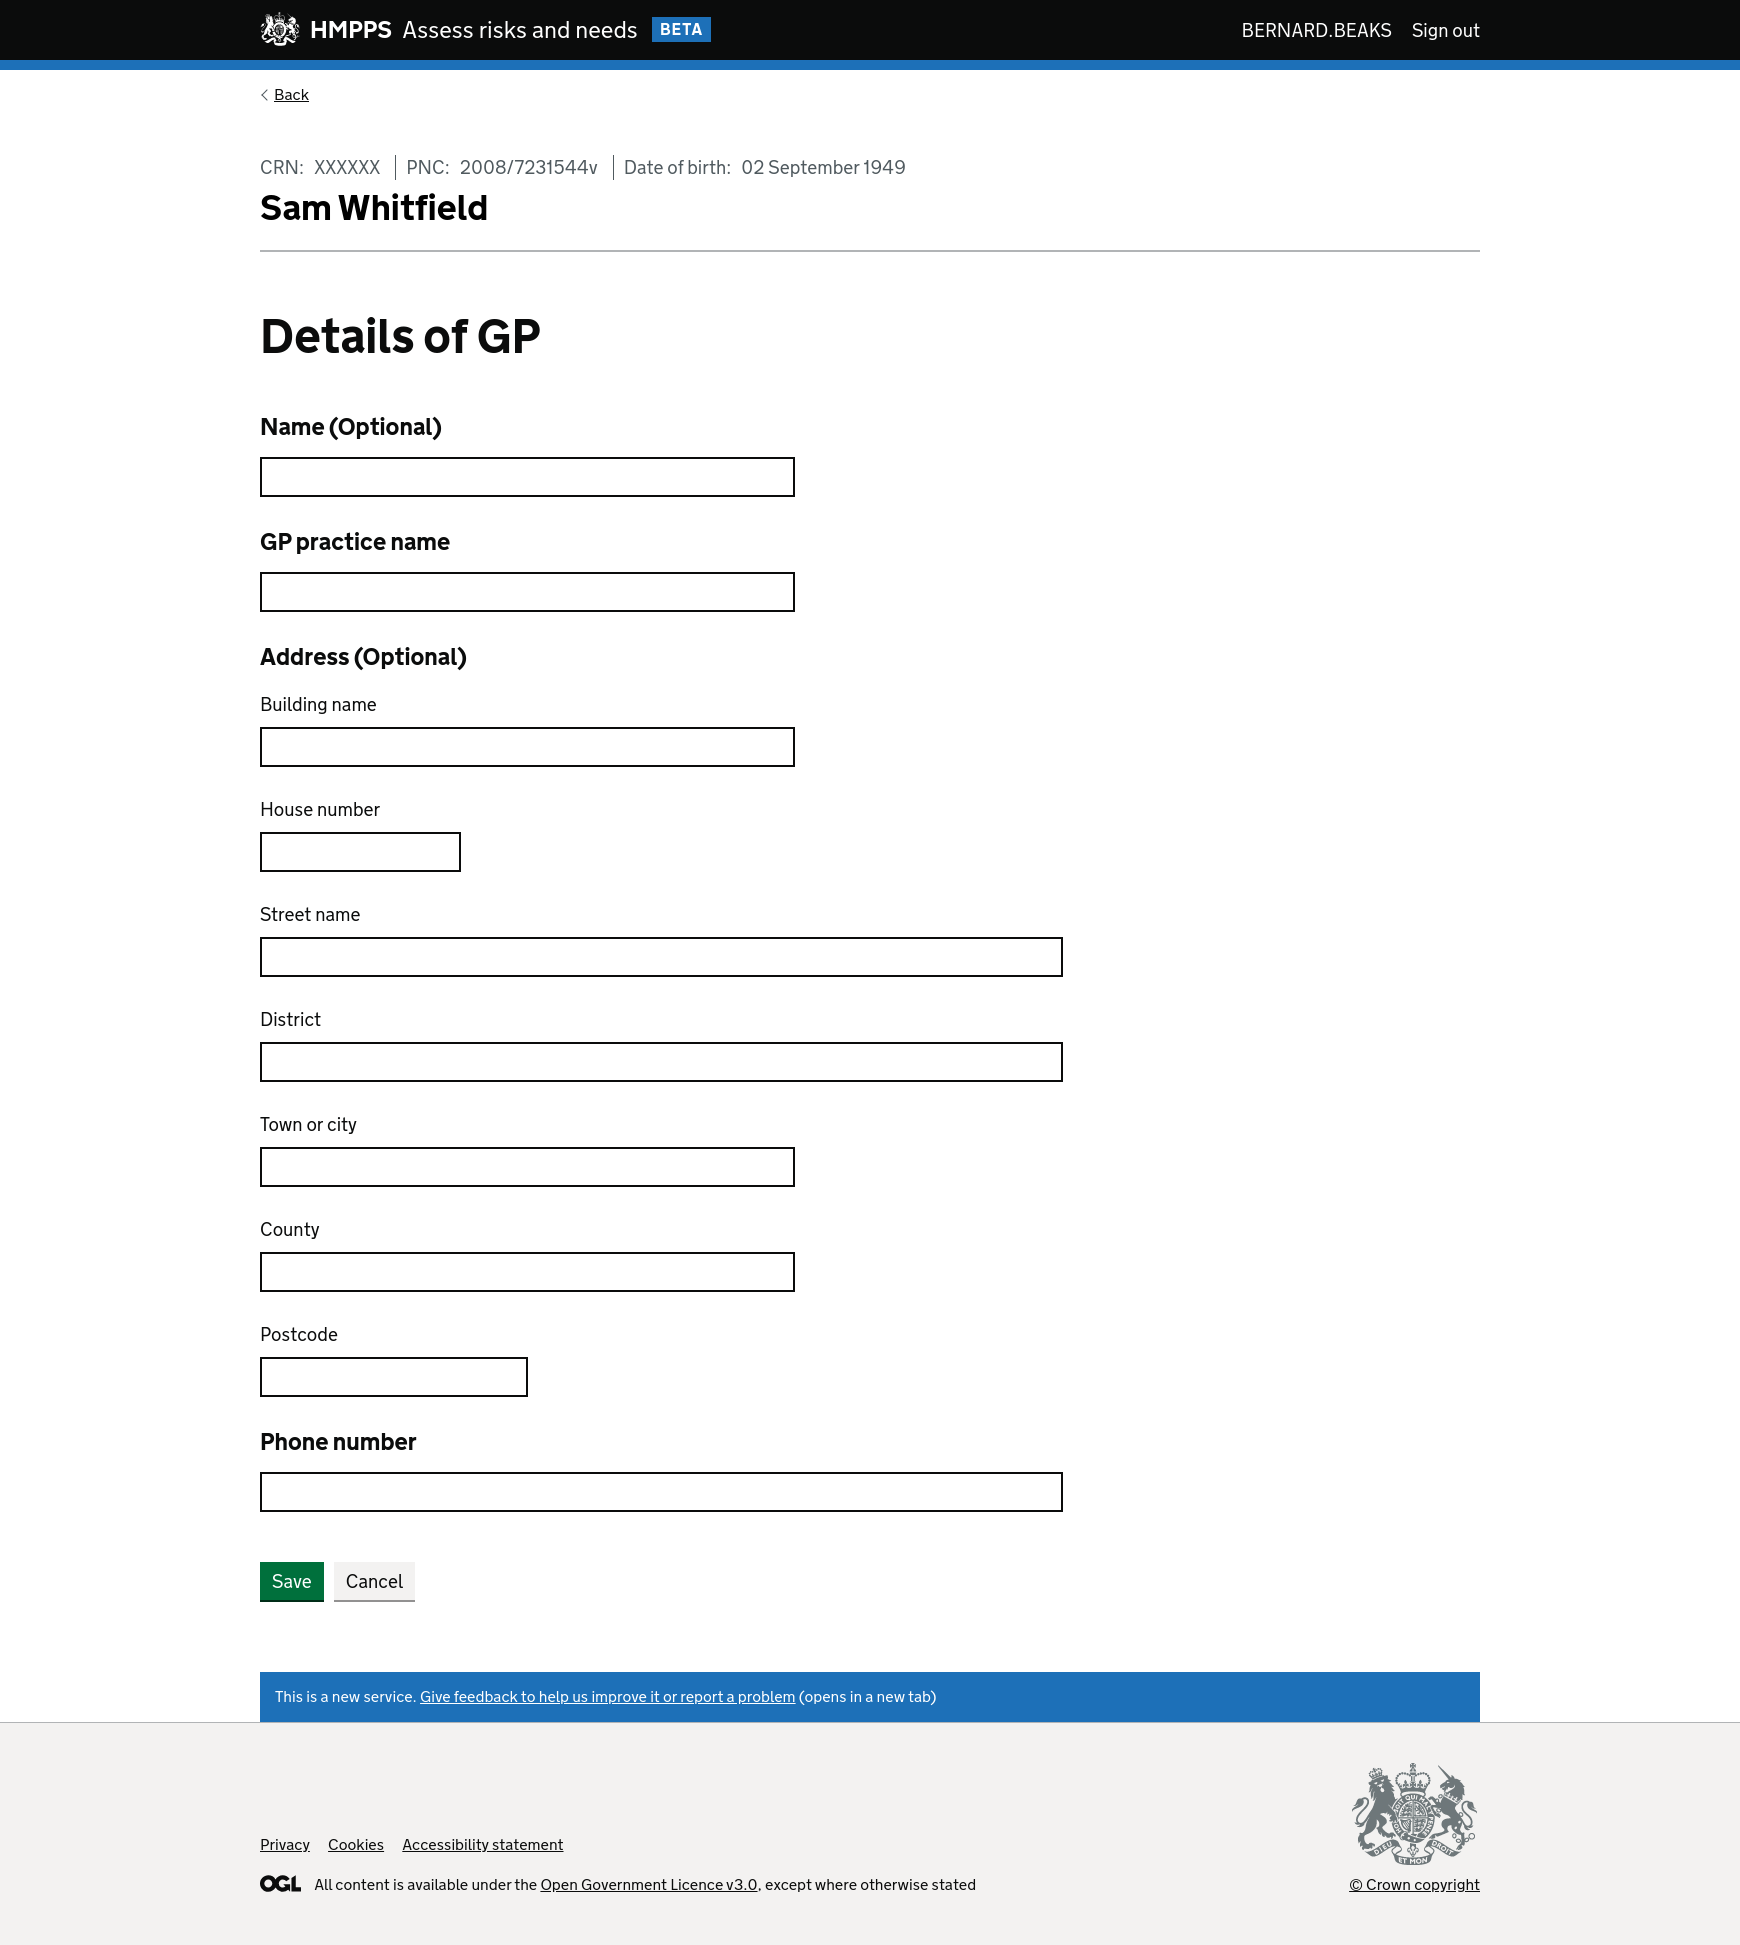 HMPPS Assess risks and needs BETA BERNARD.BEAKS Sign out
Back
CRN: XXXXXX PNC: 2008/7231544v Date of birth: 02 September 1949
Sam Whitfield
Details of GP
Name (Optional)
GP practice name
Address (Optional)
Building name
House number
Street name
District
Town or city
County
Postcode
Phone number
Save Cancel
This is a new service. Give feedback to help us improve it or report a problem (opens in a new tab)
Privacy Cookies Accessibility statement
OGL All content is available under the Open Government Licence v3.0, except where otherwise stated
© Crown copyright